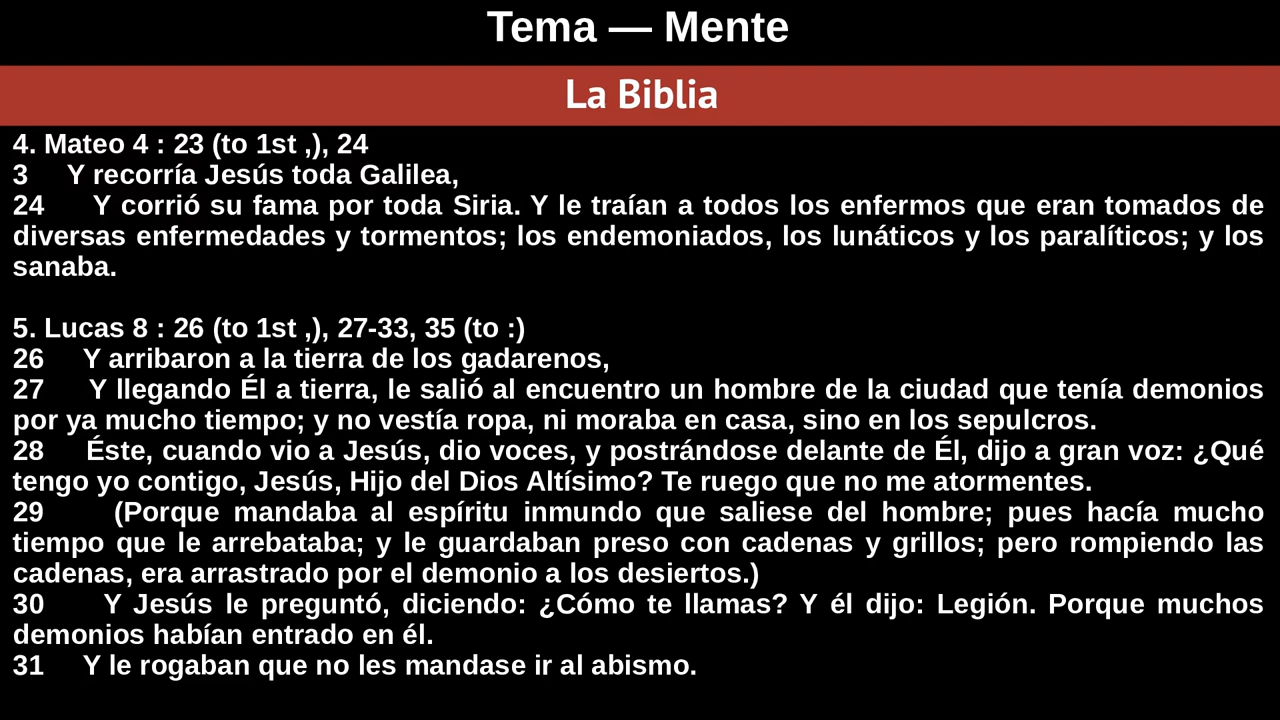 Tema — Mente
La Biblia
4. Mateo 4 : 23 (to 1st ,), 24
3 Y recorría Jesús toda Galilea,
24 Y corrió su fama por toda Siria. Y le traían a todos los enfermos que eran tomados de
diversas enfermedades y tormentos; los endemoniados, los lunáticos y los paralíticos; y los
sanaba.
5. Lucas 8 : 26 (to 1st ,), 27-33, 35 (to :)
26 Y arribaron a la tierra de los gadarenos,
27 Y llegando Él a tierra, le salió al encuentro un hombre de la ciudad que tenía demonios
por ya mucho tiempo; y no vestía ropa, ni moraba en casa, sino en los sepulcros.
28 Éste, cuando vio a Jesús, dio voces, y postrándose delante de Él, dijo a gran voz: ¿Qué
tengo yo contigo, Jesús, Hijo del Dios Altísimo? Te ruego que no me atormentes.
29 (Porque mandaba al espíritu inmundo que saliese del hombre; pues hacía mucho
tiempo que le arrebataba; y le guardaban preso con cadenas y grillos; pero rompiendo las
cadenas, era arrastrado por el demonio a los desiertos.)
30 Y Jesús le preguntó, diciendo: ¿Cómo te llamas? Y él dijo: Legión. Porque muchos
demonios habían entrado en él.
31 Y le rogaban que no les mandase ir al abismo.